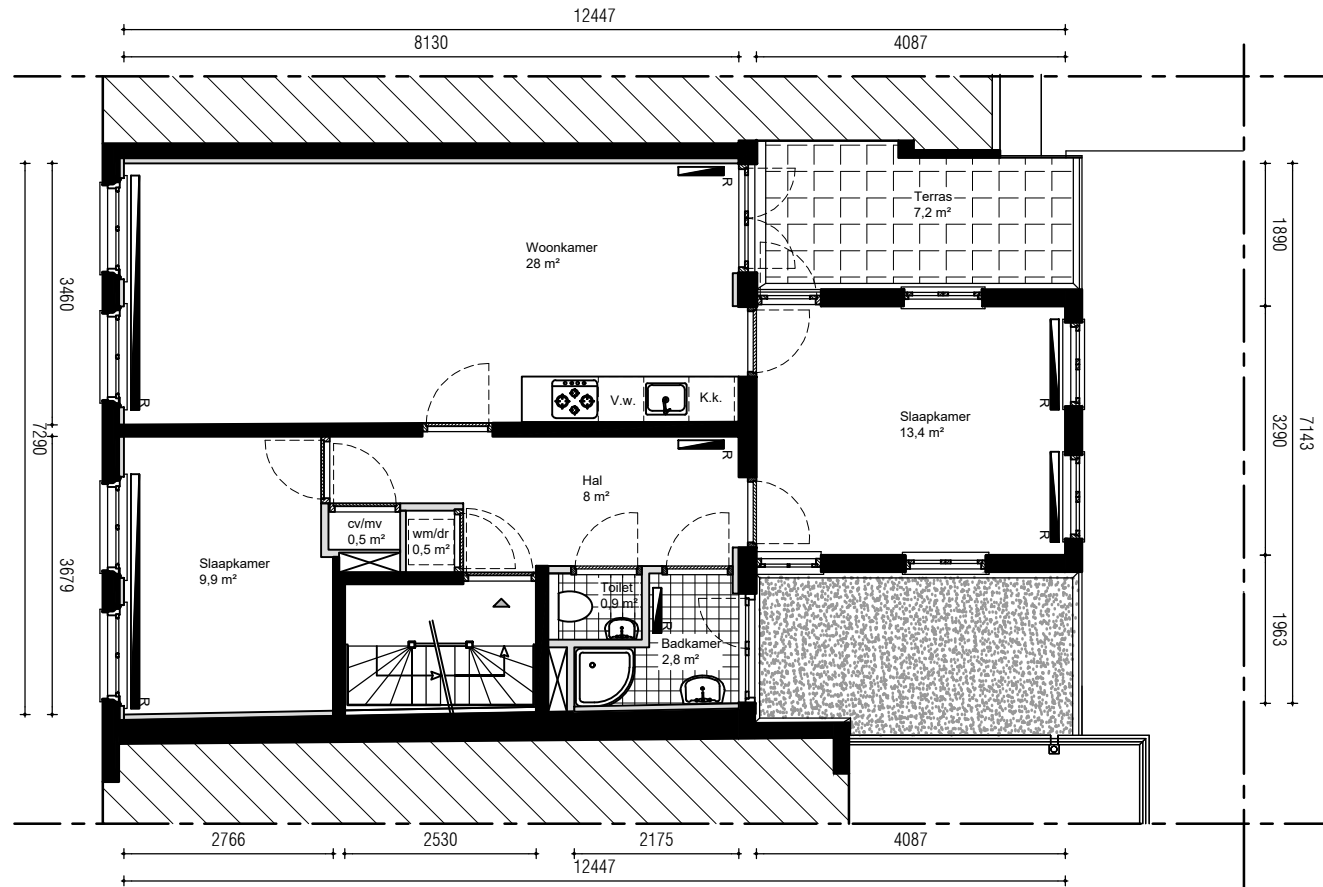 12447
8130
4087
Terras
7,2 m²
R
Woonkamer
28 m²
1890
3460
3290
7143
7290
R
V.w.
K.k.
Slaapkamer
13,4 m²
R
R
Hal
8 m²
cv/mv
0,5 m²
wm/dr
0,5 m²
R
Slaapkamer
9,9 m²
3679
Toilet
0,9 m²
R
Badkamer
2,8 m²
1963
R
2766
2530
2175
4087
12447